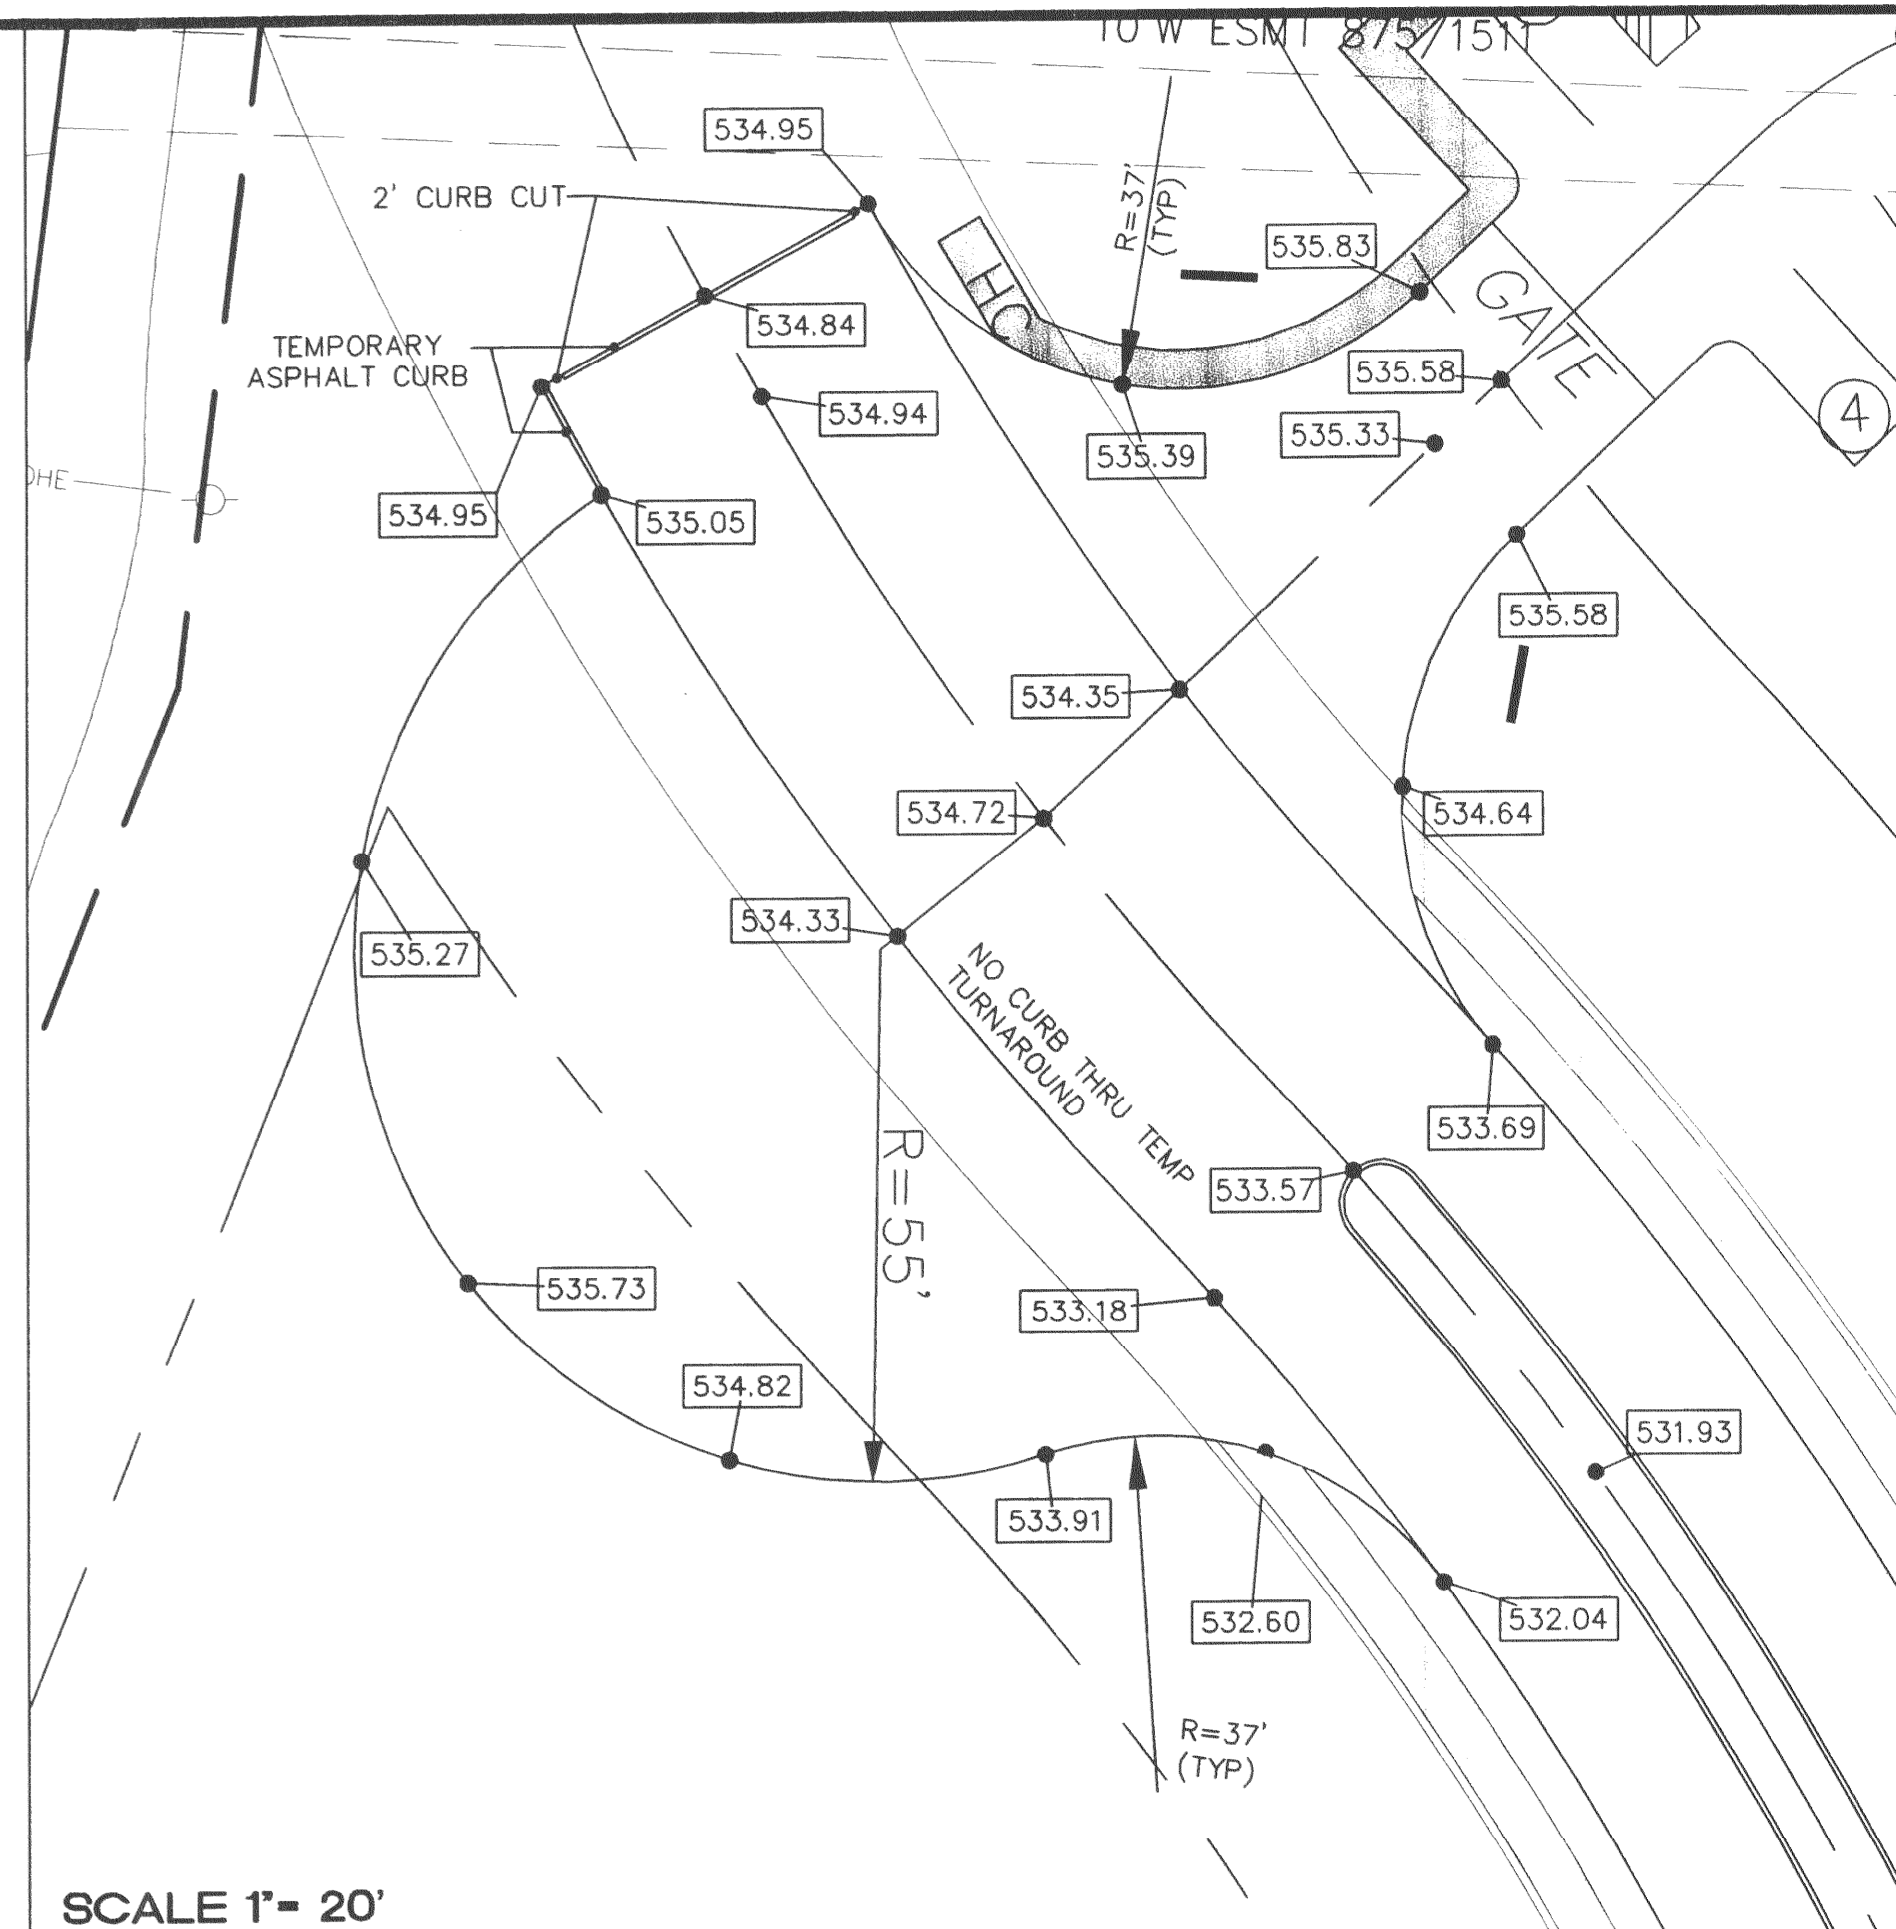 10'W ESMT 875/1511
534.95
2' CURB CUT
R=37'
(TYP)
535.83
HC
GATE
534.84
TEMPORARY
ASPHALT CURB
535.58
534.94
4
535.33
535.39
OHE
534.95
535.05
535.58
534.35
534.72
534.64
534.33
535.27
NO CURB THRU TEMP
TURNAROUND
533.69
R=55'
533.57
535.73
533.18
534.82
531.93
533.91
532.60
532.04
R=37'
(TYP)
SCALE 1"= 20'